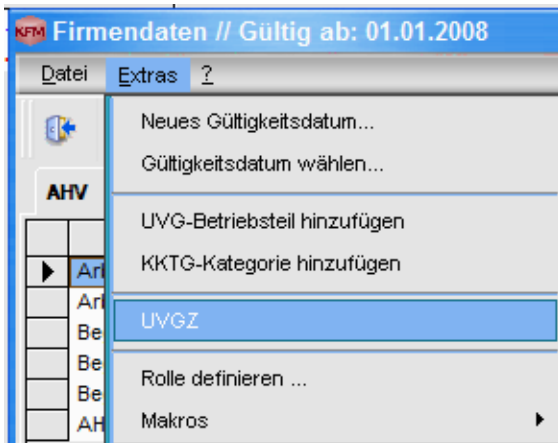 KFM Firmendaten // Gültig ab: 01.01.2008
Datei Extras ?
Neues Gültigkeitsdatum...
Gültigkeitsdatum wählen...
AHV
UVG-Betriebsteil hinzufügen
KKTG-Kategorie hinzufügen
UVGZ
Rolle definieren ...
Makros